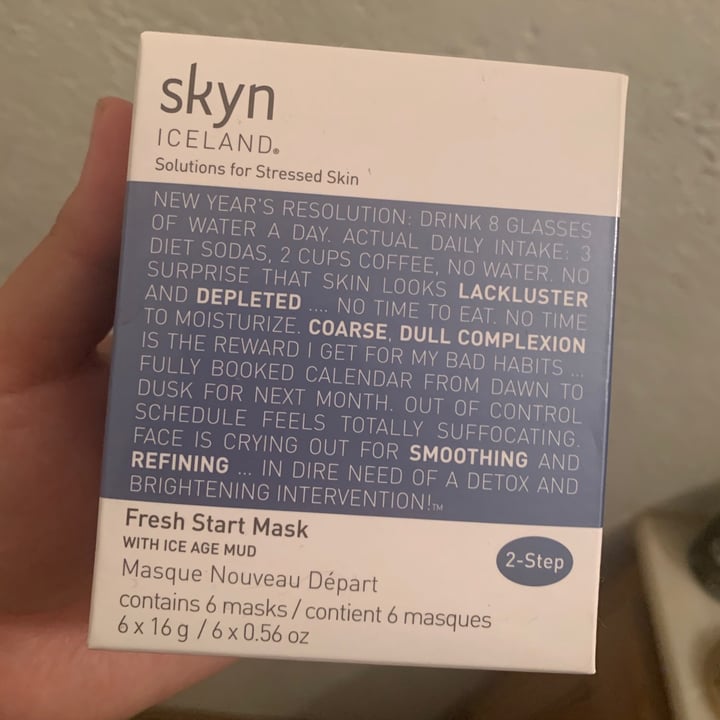 skyn
ICELAND®
Solutions for Stressed Skin
NEW YEAR'S RESOLUTION: DRINK 8 GLASSES
OF WATER A DAY. ACTUAL DAILY INTAKE: 3
DIET SODAS, 2 CUPS COFFEE, NO WATER. NO
SURPRISE THAT SKIN LOOKS LACKLUSTER
AND DEPLETED .... NO TIME TO EAT. NO TIME
TO MOISTURIZE. COARSE, DULL COMPLEXION
IS THE REWARD I GET FOR MY BAD HABITS ...
FULLY BOOKED CALENDAR FROM DAWN TO
DUSK FOR NEXT MONTH. OUT OF CONTROL
SCHEDULE FEELS TOTALLY SUFFOCATING.
FACE IS CRYING OUT FOR SMOOTHING AND
REFINING ... IN DIRE NEED OF A DETOX AND
BRIGHTENING INTERVENTION!™
Fresh Start Mask
WITH ICE AGE MUD
2-Step
Masque Nouveau Départ
contains 6 masks / contient 6 masques
6 x 16 g / 6 x 0.56 oz